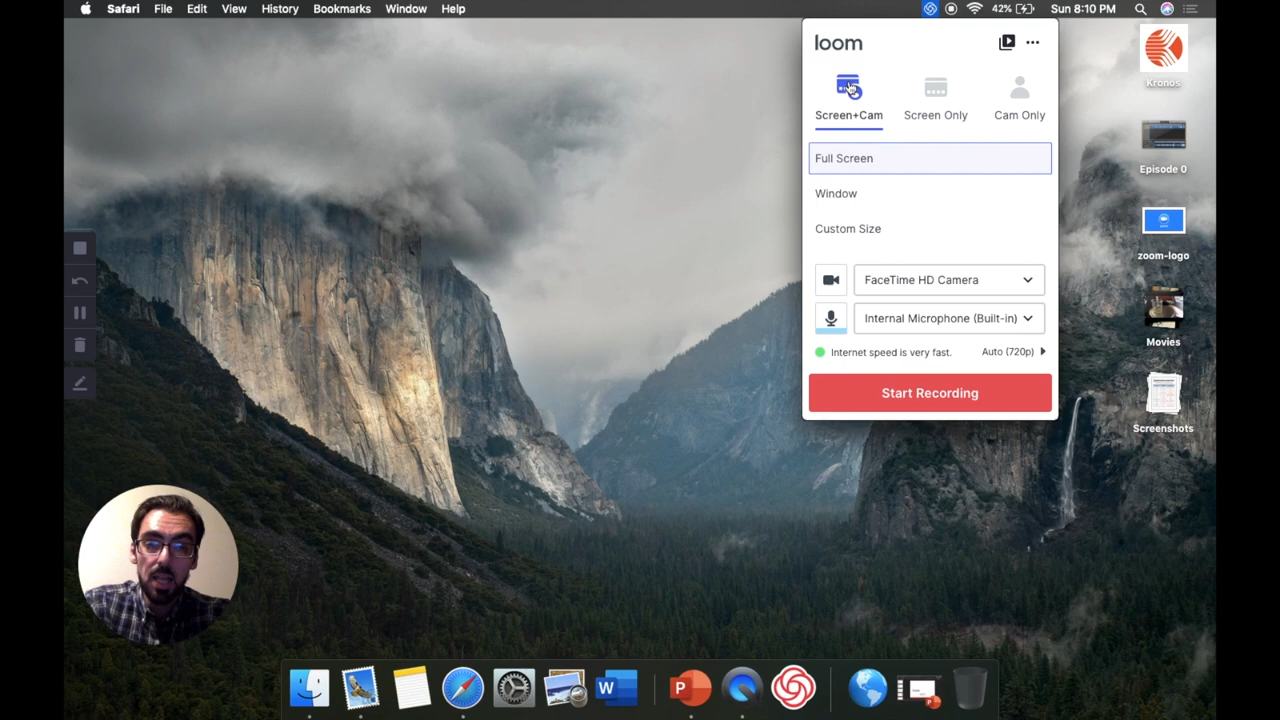 Safari File Edit View History Bookmarks Window Help 42% Sun 8:10 PM
loom
Screen+Cam Screen Only Cam Only
Full Screen
Window
Custom Size
FaceTime HD Camera
Internal Microphone (Built-in)
Internet speed is very fast. Auto (720p)
Start Recording
Kronos
Episode 0
zoom-logo
Movies
Screenshots
W
P